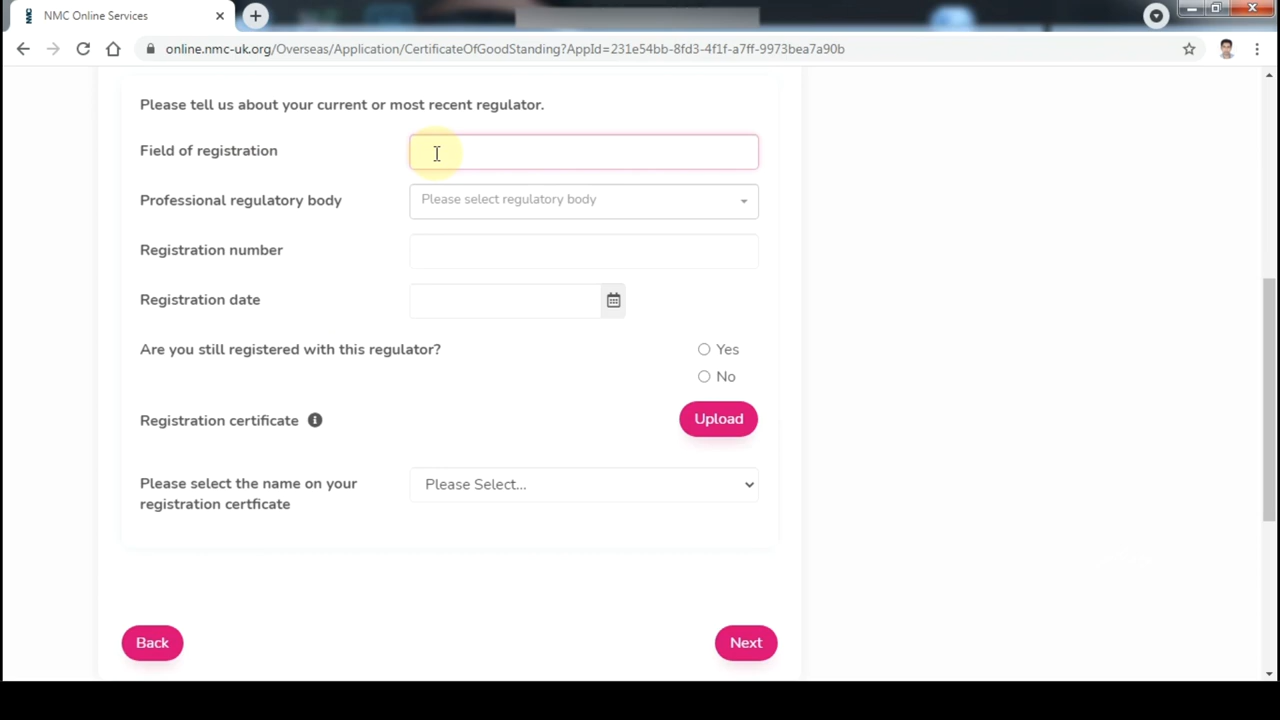 NMC Online Services
online.nmc-uk.org/Overseas/Application/CertificateOfGoodStanding?AppId=231e54bb-8fd3-4f1f-a7ff-9973bea7a90b
Please tell us about your current or most recent regulator.
Field of registration
Professional regulatory body
Please select regulatory body
Registration number
Registration date
Are you still registered with this regulator?
Yes
No
Registration certificate
Upload
Please select the name on your
registration certficate
Please Select...
Back
Next